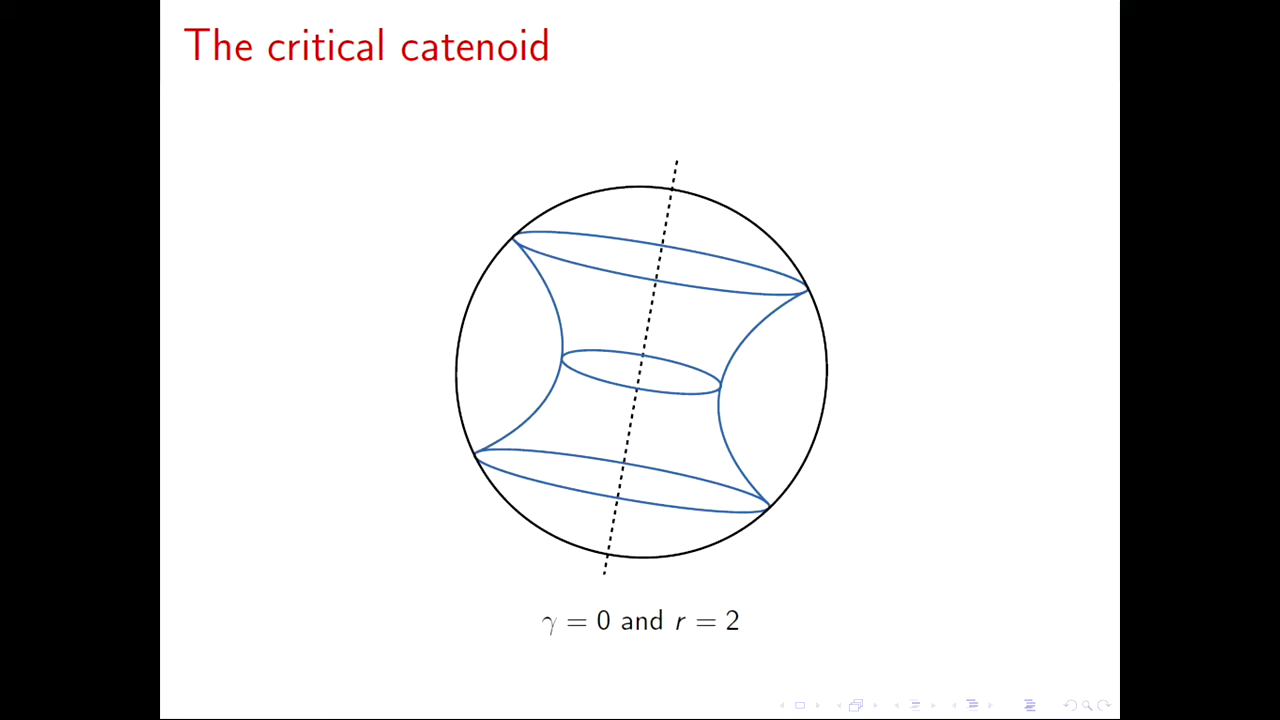 The critical catenoid
γ = 0 and r = 2